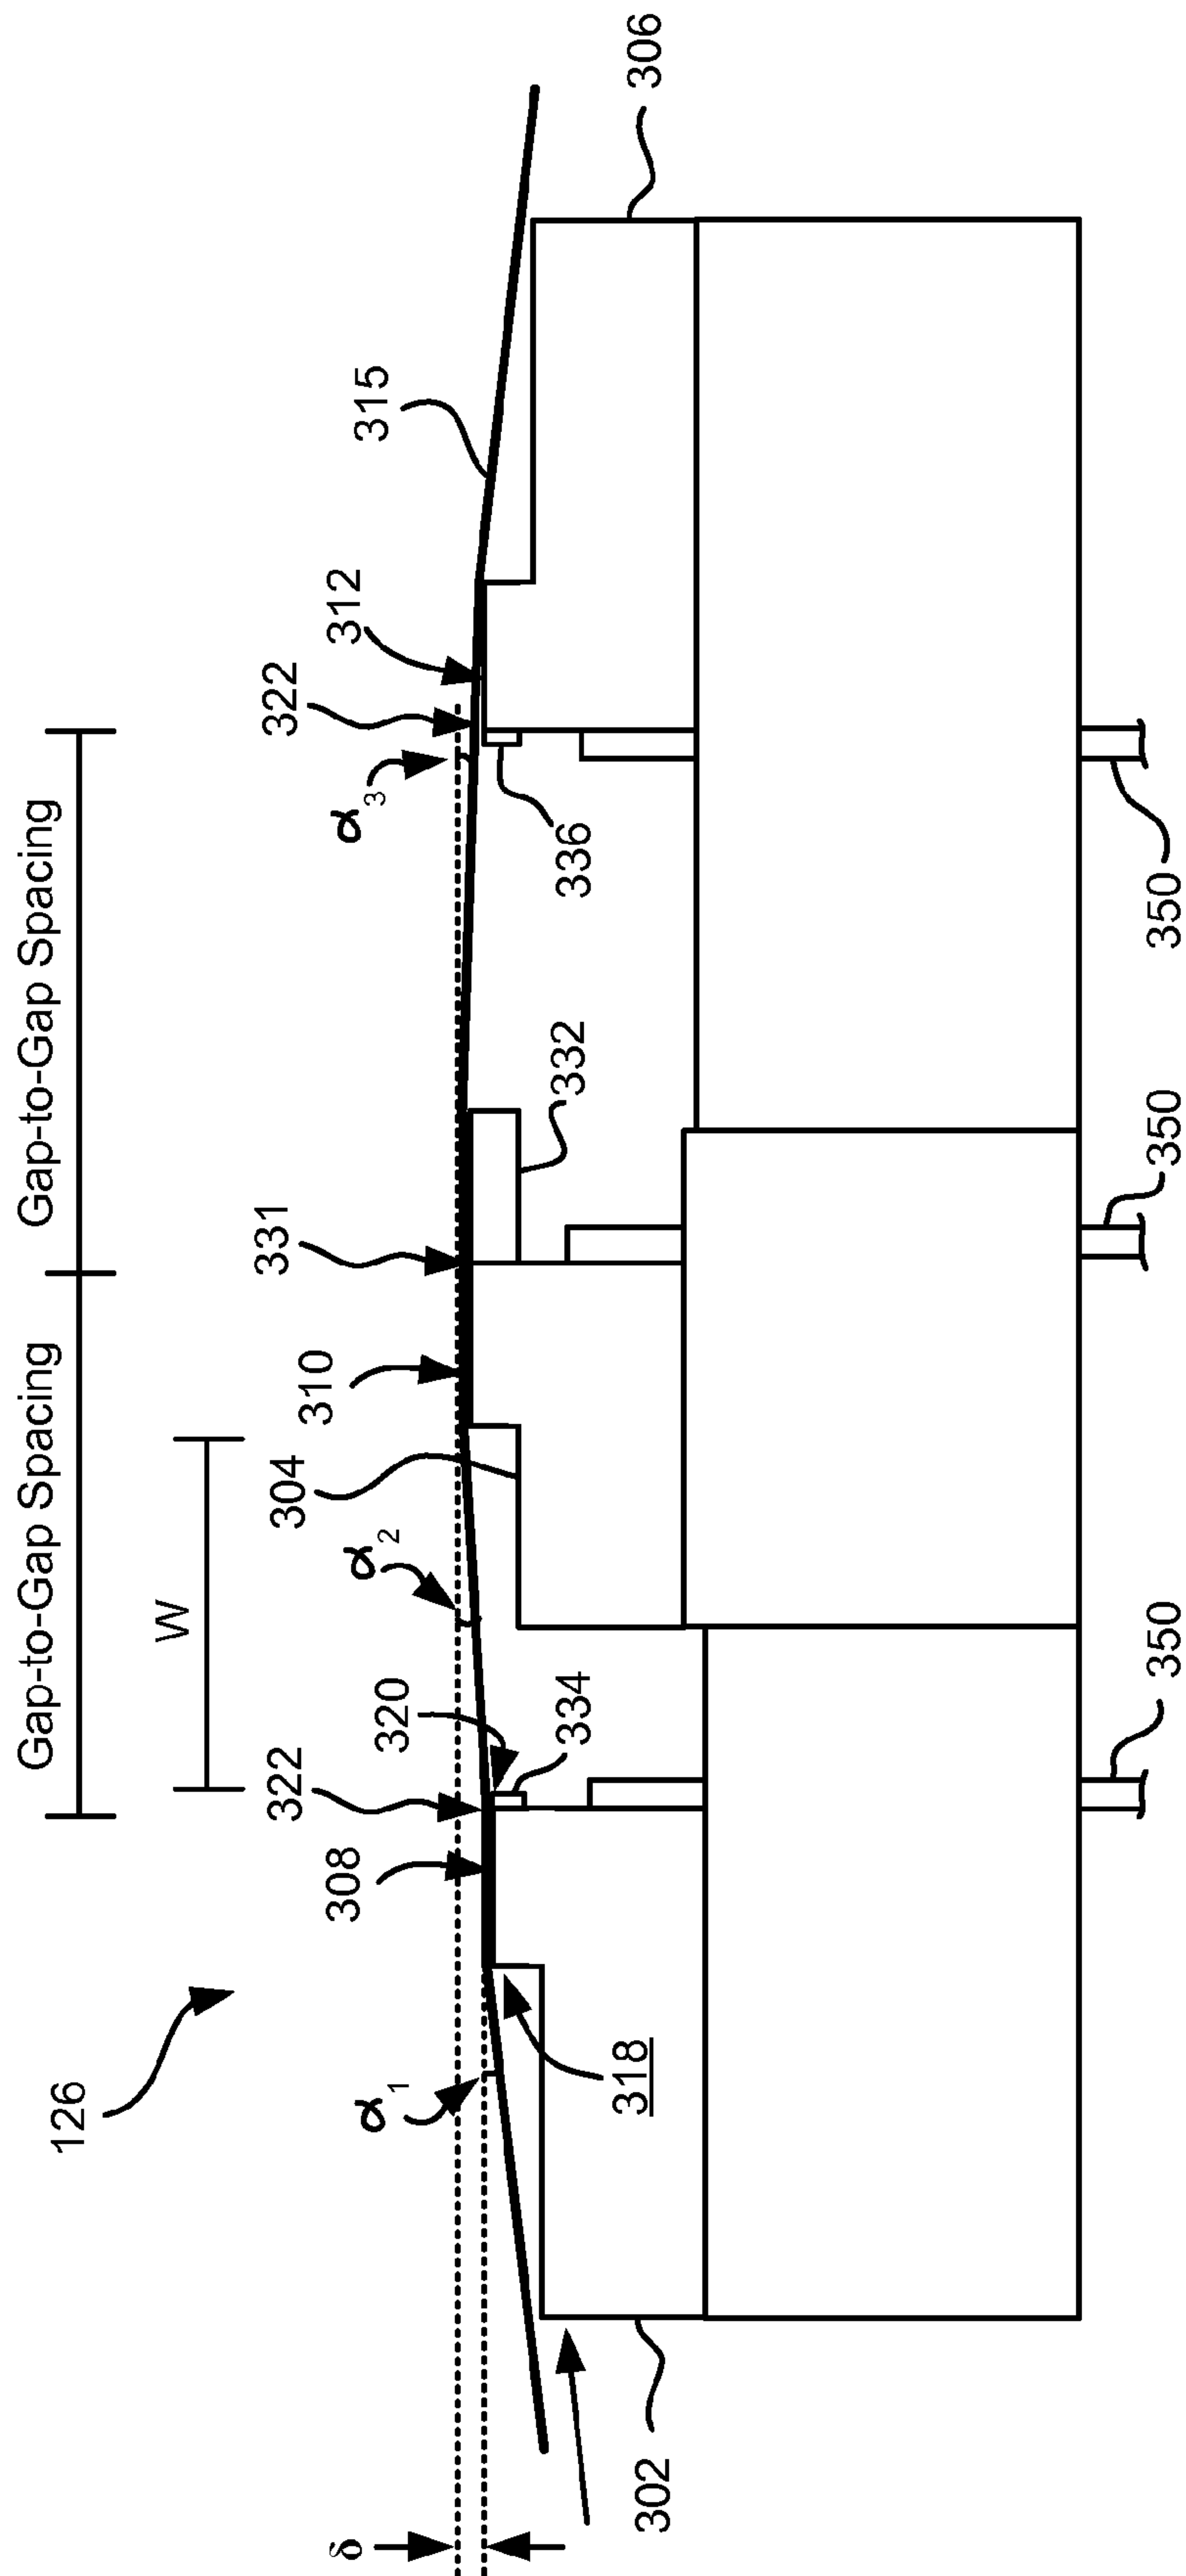 Gap-to-Gap Spacing
Gap-to-Gap Spacing
126
W
322
304
331
322
310
308
312
δ
α1
α2
α3
315
320
334
332
336
318
302
306
350
350
350